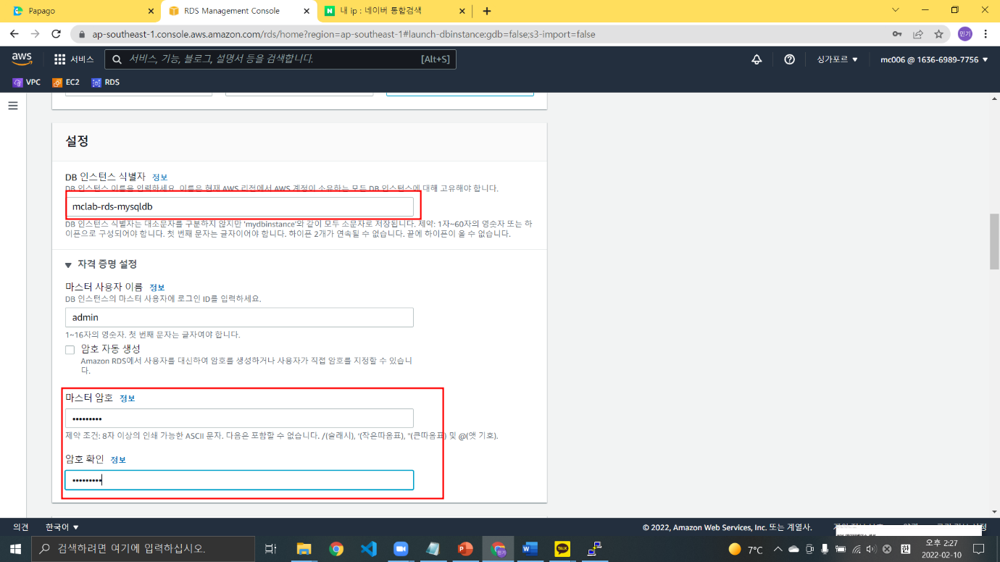 Papago
RDS Management Console
내 ip : 네이버 통합검색
ap-southeast-1.console.aws.amazon.com/rds/home?region=ap-southeast-1#launch-dbinstance:gdb=false;s3-import=false
민기
aws
서비스
서비스, 기능, 블로그, 설명서 등을 검색합니다.
[Alt+S]
싱가포르 ▼
mc006 @ 1636-6989-7756 ▼
VPC
EC2
RDS
설정
DB 인스턴스 식별자 정보
DB 인스턴스 이름을 입력하세요. 이름은 현재 AWS 리전에서 AWS 계정이 소유하는 모든 DB 인스턴스에 대해 고유해야 합니다.
mclab-rds-mysqldb
DB 인스턴스 식별자는 대소문자를 구분하지 않지만 'mydbinstance'와 같이 모두 소문자로 저장됩니다. 제약: 1자~60자의 영숫자 또는 하
이픈으로 구성되어야 합니다. 첫 번째 문자는 글자이어야 합니다. 하이픈 2개가 연속될 수 없습니다. 끝에 하이픈이 올 수 없습니다.
▼ 자격 증명 설정
마스터 사용자 이름 정보
DB 인스턴스의 마스터 사용자에 로그인 ID를 입력하세요.
admin
1~16자의 영숫자. 첫 번째 문자는 글자여야 합니다.
암호 자동 생성
Amazon RDS에서 사용자를 대신하여 암호를 생성하거나 사용자가 직접 암호를 지정할 수 있습니
다.
마스터 암호 정보
•••••••••
제약 조건: 8자 이상의 인쇄 가능한 ASCII 문자. 다음은 포함할 수 없습니다. /(슬래시), '(작은따옴표), "(큰따옴표) 및 @(앳 기호).
암호 확인 정보
•••••••••
의견
한국어 ▼
© 2022, Amazon Web Services, Inc. 또는 계열사.
검색하려면 여기에 입력하십시오.
TALK
7°C
한
오후 2:27
2022-02-10